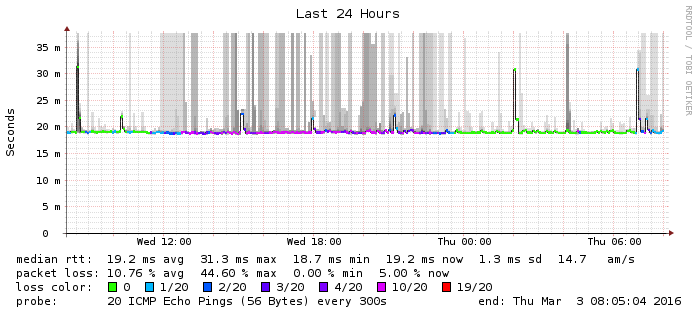 Last 24 Hours
RRDTOOL / TOBI OETIKER
Seconds
35 m
30 m
25 m
20 m
15 m
10 m
5 m
0
Wed 12:00 Wed 18:00 Thu 00:00 Thu 06:00
median rtt: 19.2 ms avg 31.3 ms max 18.7 ms min 19.2 ms now 1.3 ms sd 14.7 am/s
packet loss: 10.76 % avg 44.60 % max 0.00 % min 5.00 % now
loss color: 0 1/20 2/20 3/20 4/20 10/20 19/20
probe: 20 ICMP Echo Pings (56 Bytes) every 300s end: Thu Mar 3 08:05:04 2016